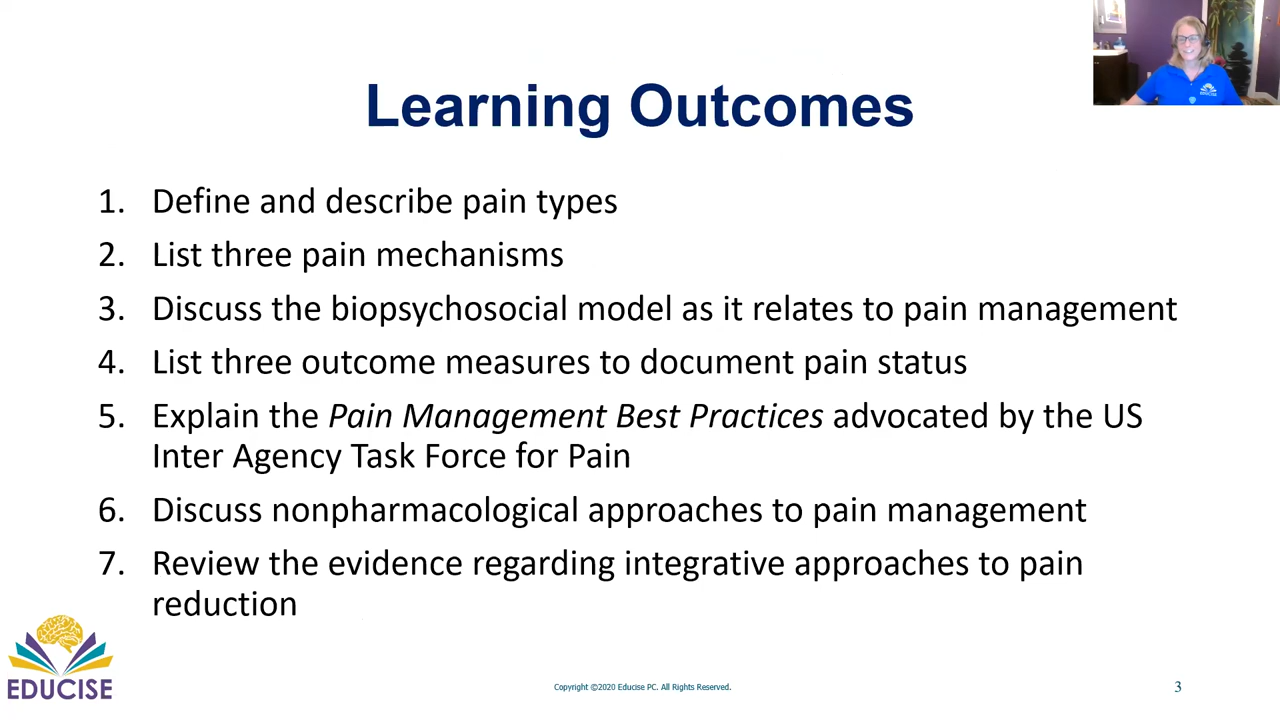 Learning Outcomes
1. Define and describe pain types
2. List three pain mechanisms
3. Discuss the biopsychosocial model as it relates to pain management
4. List three outcome measures to document pain status
5. Explain the Pain Management Best Practices advocated by the US
Inter Agency Task Force for Pain
6. Discuss nonpharmacological approaches to pain management
7. Review the evidence regarding integrative approaches to pain
reduction
EDUCISE
Copyright ©2020 Educise PC. All Rights Reserved.
3
EDUCISE